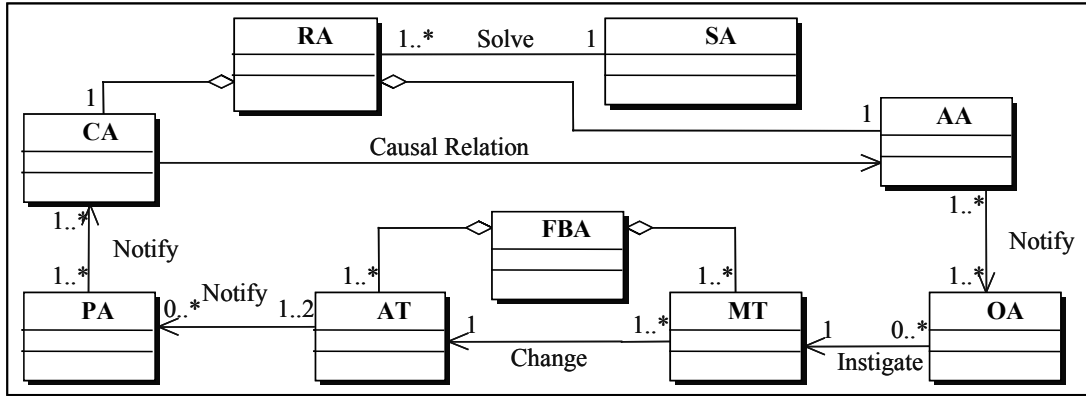 RA
1..*
Solve
1
SA
1
CA
1
AA
Causal Relation
1..*
Notify
1..*
FBA
1..*
Notify
1..*
1..*
Notify
1..*
1..*
PA
0..*
1..2
AT
1
Change
1..*
MT
1
Instigate
0..*
OA